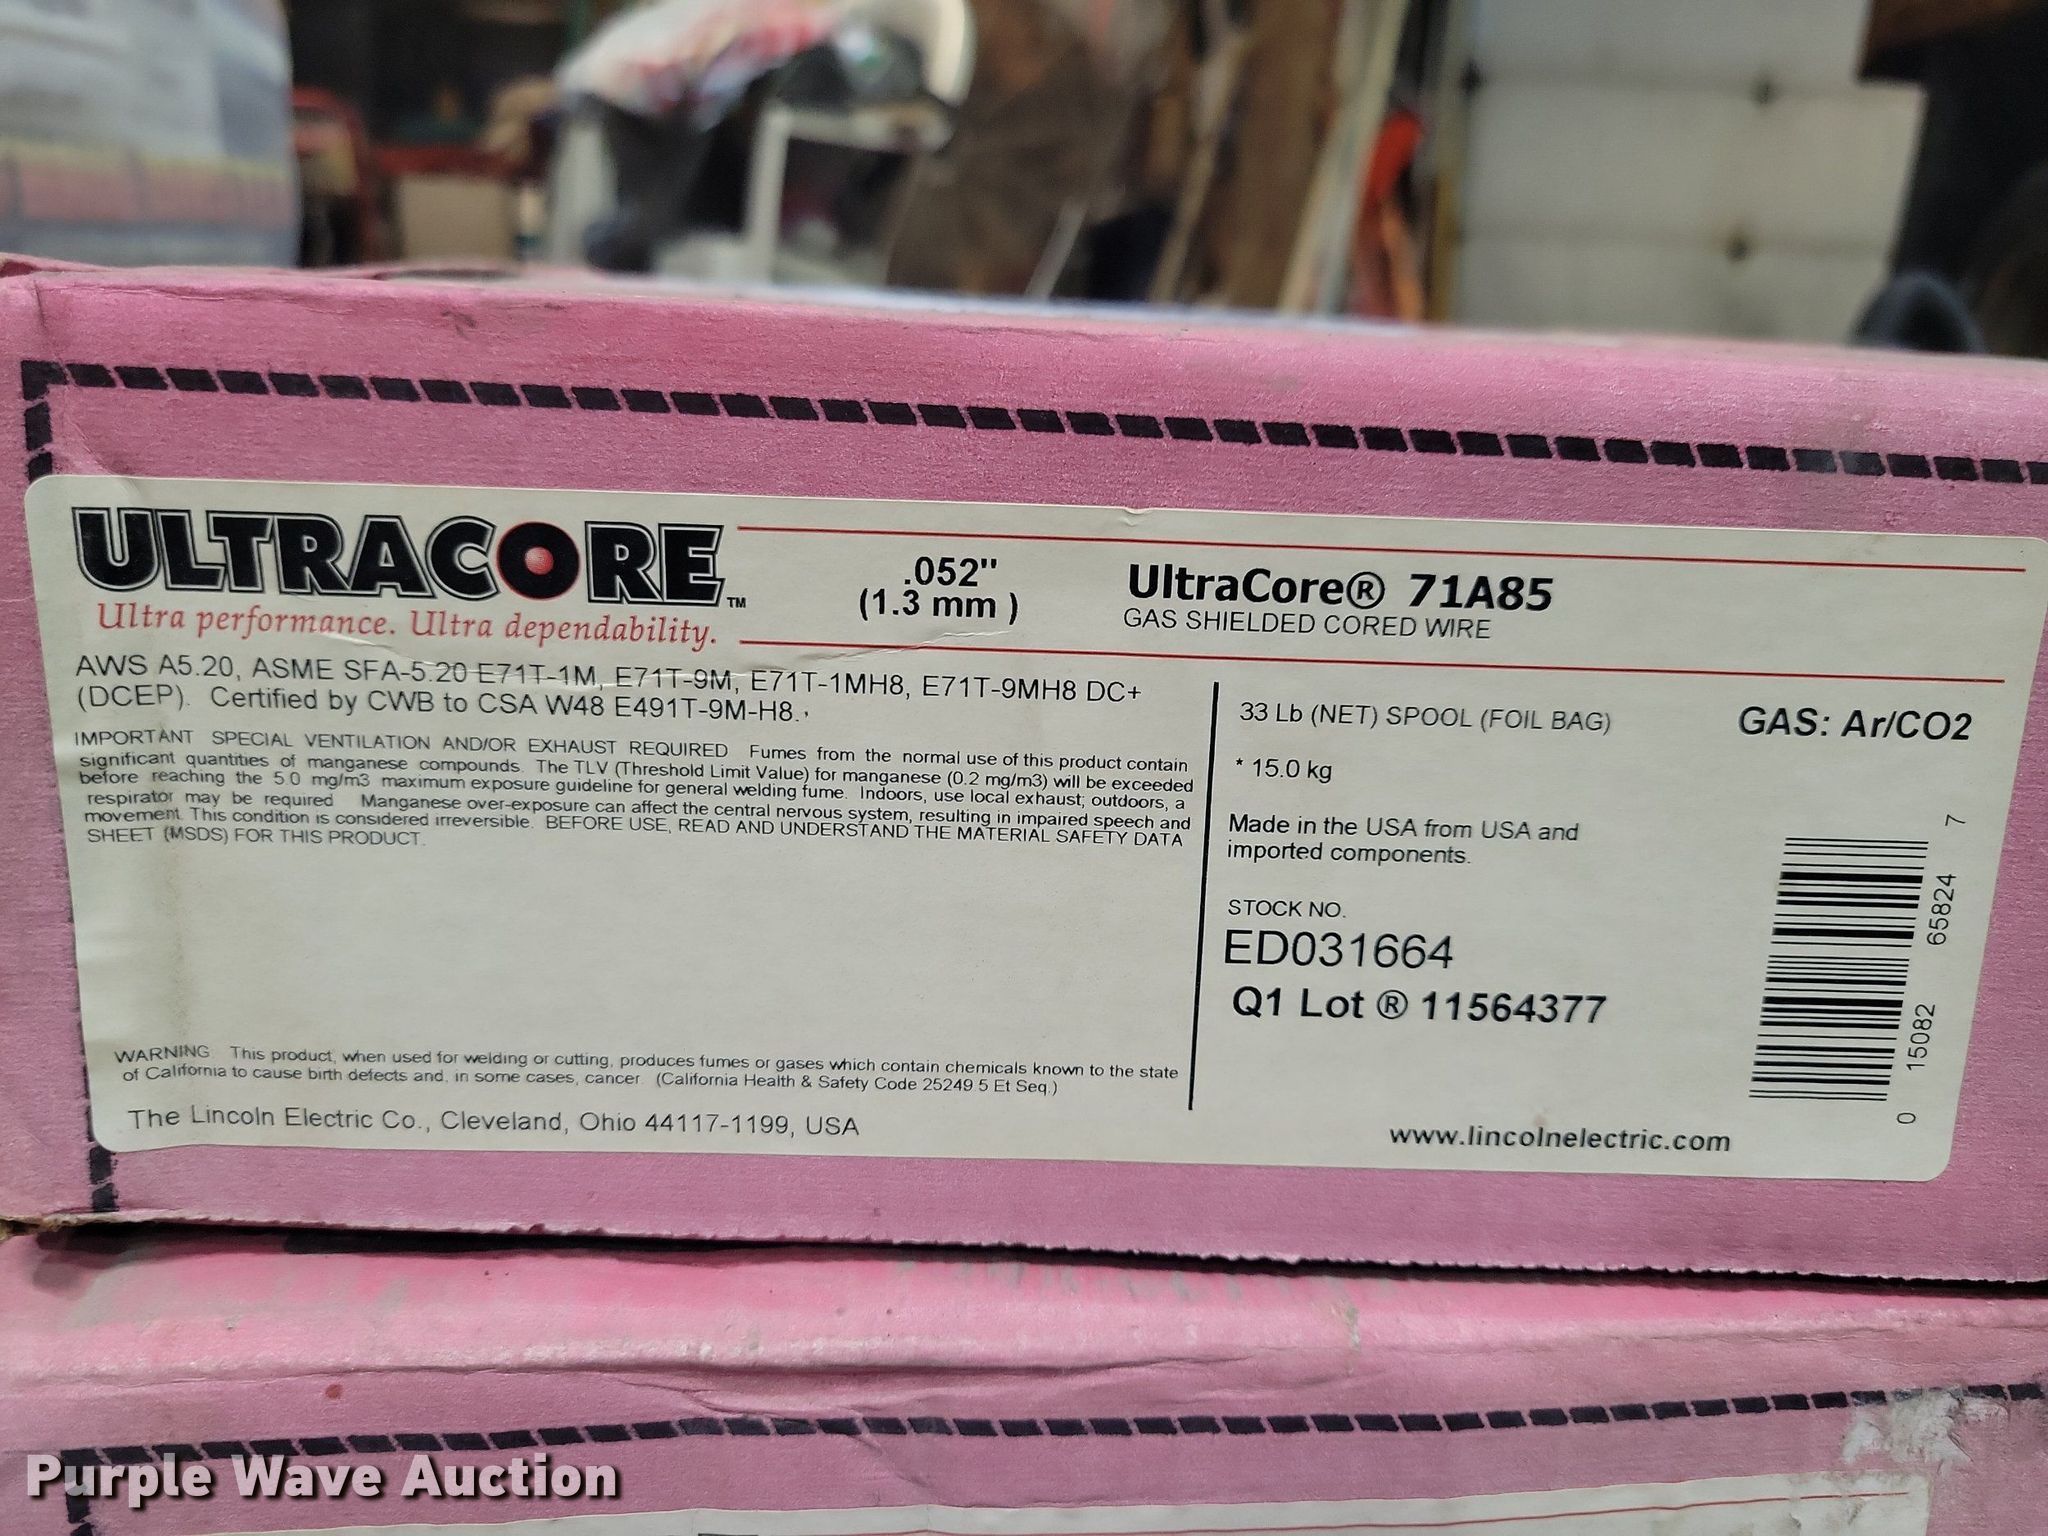 ULTRACORE™
Ultra performance. Ultra dependability.
.052"
(1.3 mm )
UltraCore® 71A85
GAS SHIELDED CORED WIRE
AWS A5.20, ASME SFA-5.20 E71T-1M, E71T-9M, E71T-1MH8, E71T-9MH8 DC+
(DCEP). Certified by CWB to CSA W48 E491T-9M-H8.
IMPORTANT SPECIAL VENTILATION AND/OR EXHAUST REQUIRED Fumes from the normal use of this product contain
significant quantities of manganese compounds. The TLV (Threshold Limit Value) for manganese (0.2 mg/m3) will be exceeded
before reaching the 5.0 mg/m3 maximum exposure guideline for general welding fume. Indoors, use local exhaust; outdoors, a
respirator may be required Manganese over-exposure can affect the central nervous system, resulting in impaired speech and
movement. This condition is considered irreversible. BEFORE USE, READ AND UNDERSTAND THE MATERIAL SAFETY DATA
SHEET (MSDS) FOR THIS PRODUCT.
WARNING: This product, when used for welding or cutting, produces fumes or gases which contain chemicals known to the state
of California to cause birth defects and, in some cases, cancer. (California Health & Safety Code 25249.5 Et Seq.)
The Lincoln Electric Co., Cleveland, Ohio 44117-1199, USA
33 Lb (NET) SPOOL (FOIL BAG)
GAS: Ar/CO2
* 15.0 kg
Made in the USA from USA and
imported components.
STOCK NO.
ED031664
Q1 Lot ® 11564377
0 15082 65824 7
www.lincolnelectric.com
Purple Wave Auction